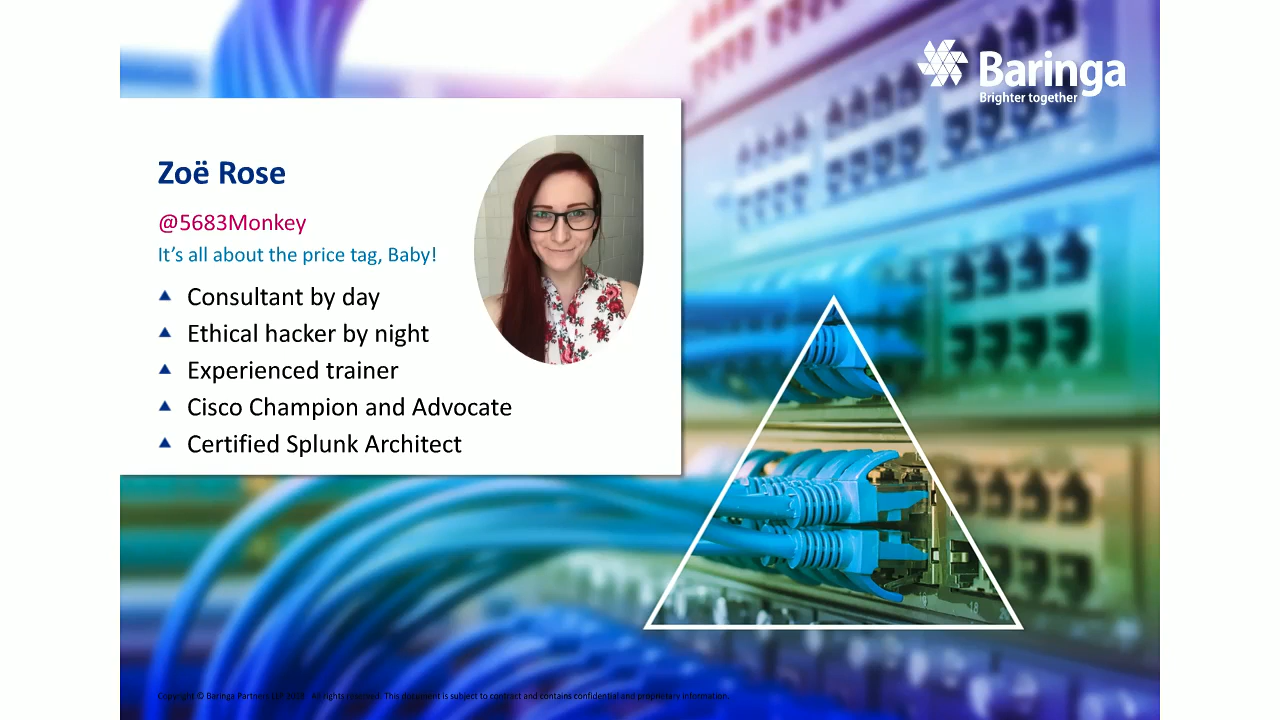 Baringa
Brighter together
Zoë Rose
@5683Monkey
It’s all about the price tag, Baby!
Consultant by day
Ethical hacker by night
Experienced trainer
Cisco Champion and Advocate
Certified Splunk Architect
Copyright © Baringa Partners LLP 2018. All rights reserved. This document is subject to contract and contains confidential and proprietary information.